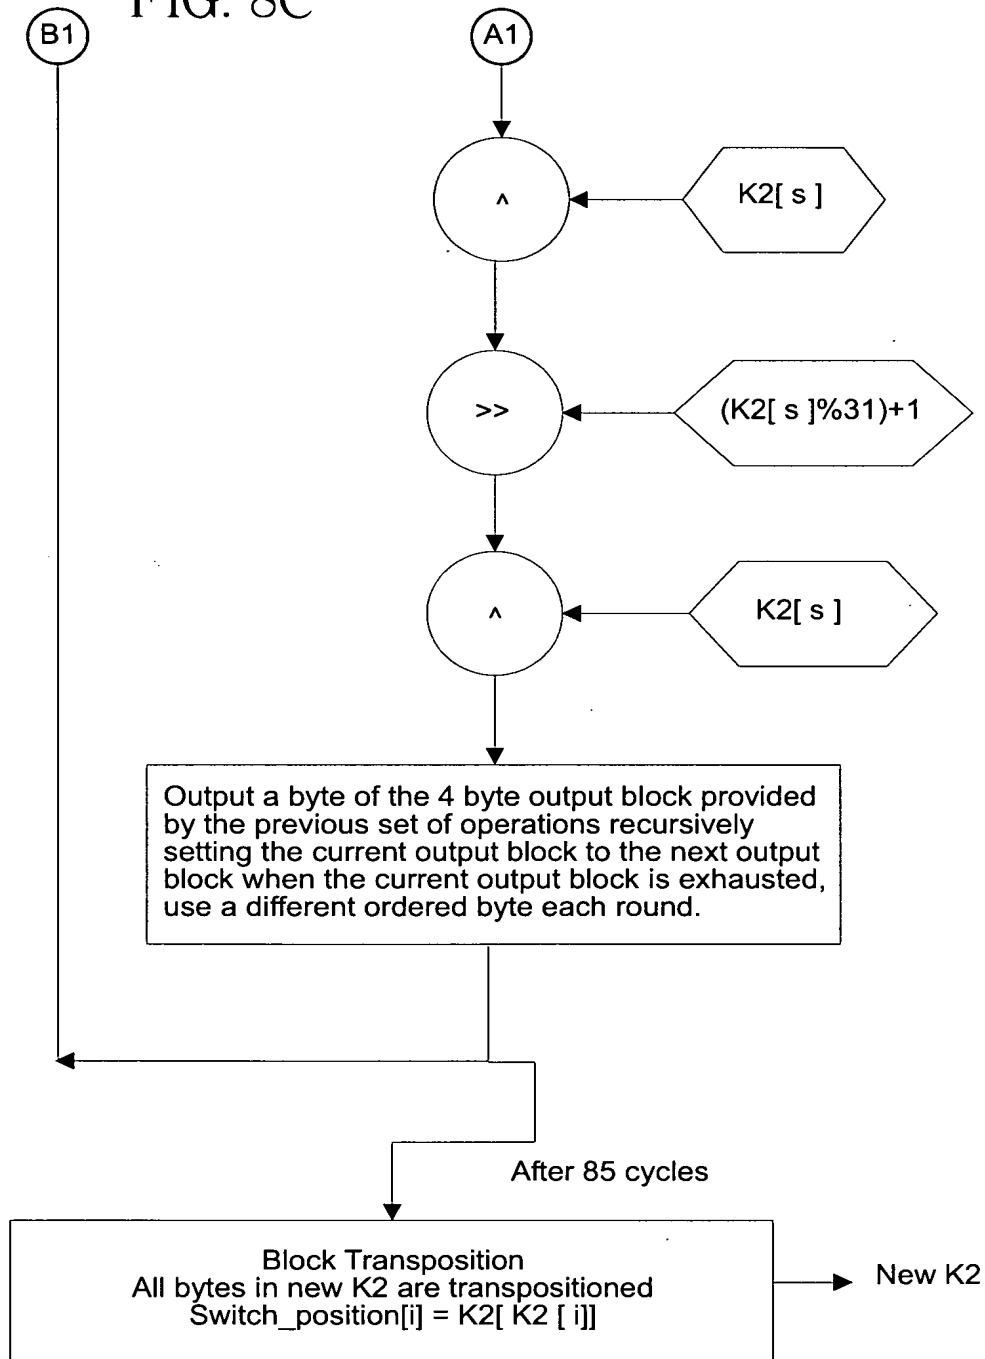 FIG. 8C
B1
A1
^
K2[ s ]
>>
(K2[ s ]%31)+1
^
K2[ s ]
Output a byte of the 4 byte output block provided
by the previous set of operations recursively
setting the current output block to the next output
block when the current output block is exhausted,
use a different ordered byte each round.
After 85 cycles
Block Transposition
All bytes in new K2 are transpositioned
Switch_position[i] = K2[ K2 [ i]]
New K2